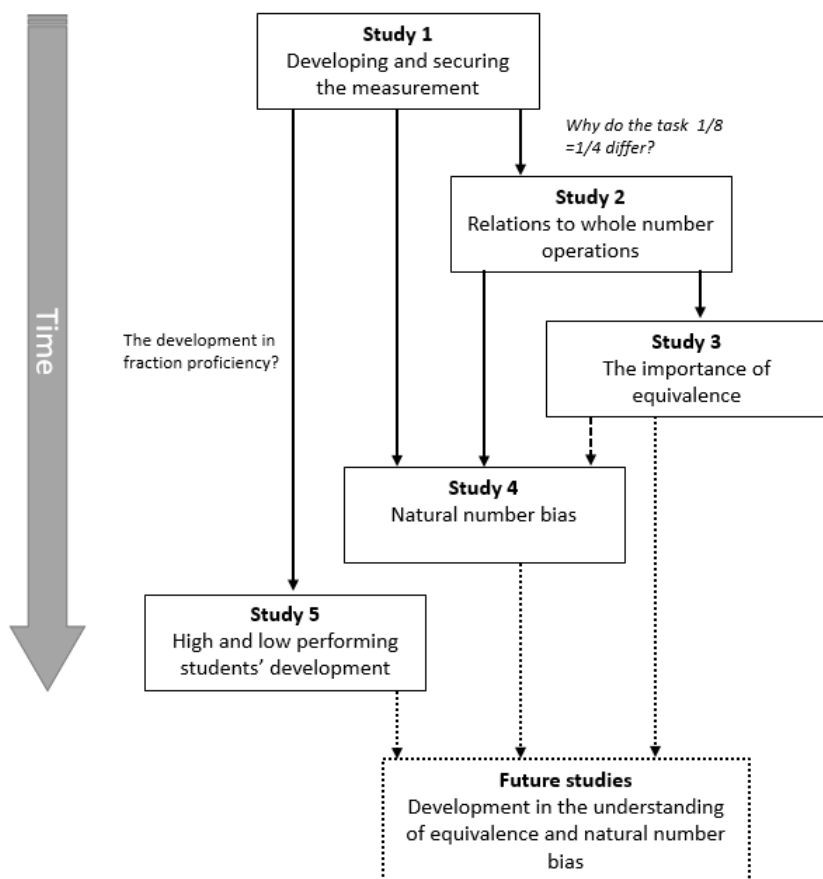 Study 1
Developing and securing
the measurement
Why do the task 1/8
=1/4 differ?
Study 2
Relations to whole number
operations
Time
The development in
fraction proficiency?
Study 3
The importance of
equivalence
Study 4
Natural number bias
Study 5
High and low performing
students’ development
Future studies
Development in the understanding
of equivalence and natural number
bias